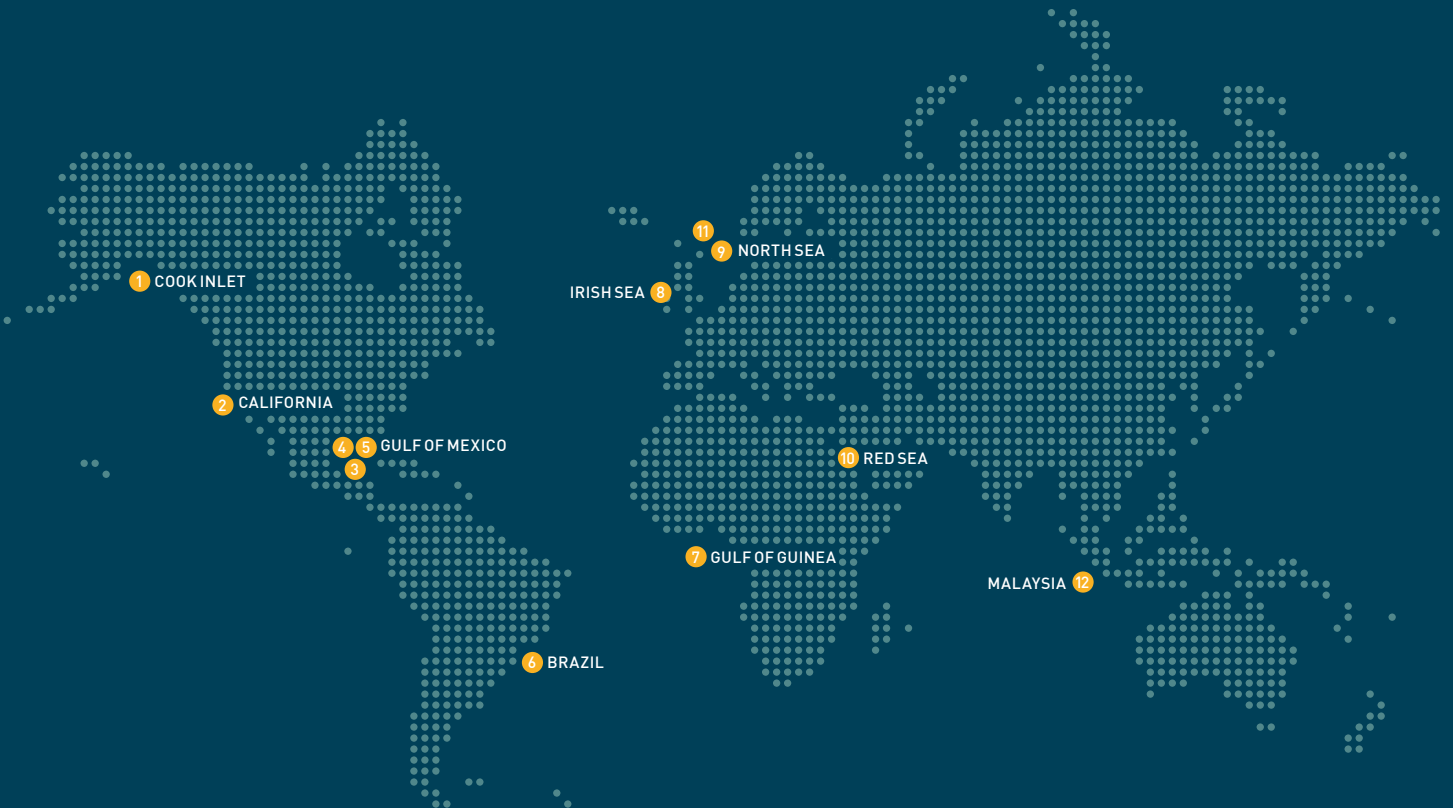 11
9 NORTH SEA
1 COOK INLET
IRISH SEA 8
2 CALIFORNIA
4 5 GULF OF MEXICO
3
10 RED SEA
7 GULF OF GUINEA
MALAYSIA 12
6 BRAZIL